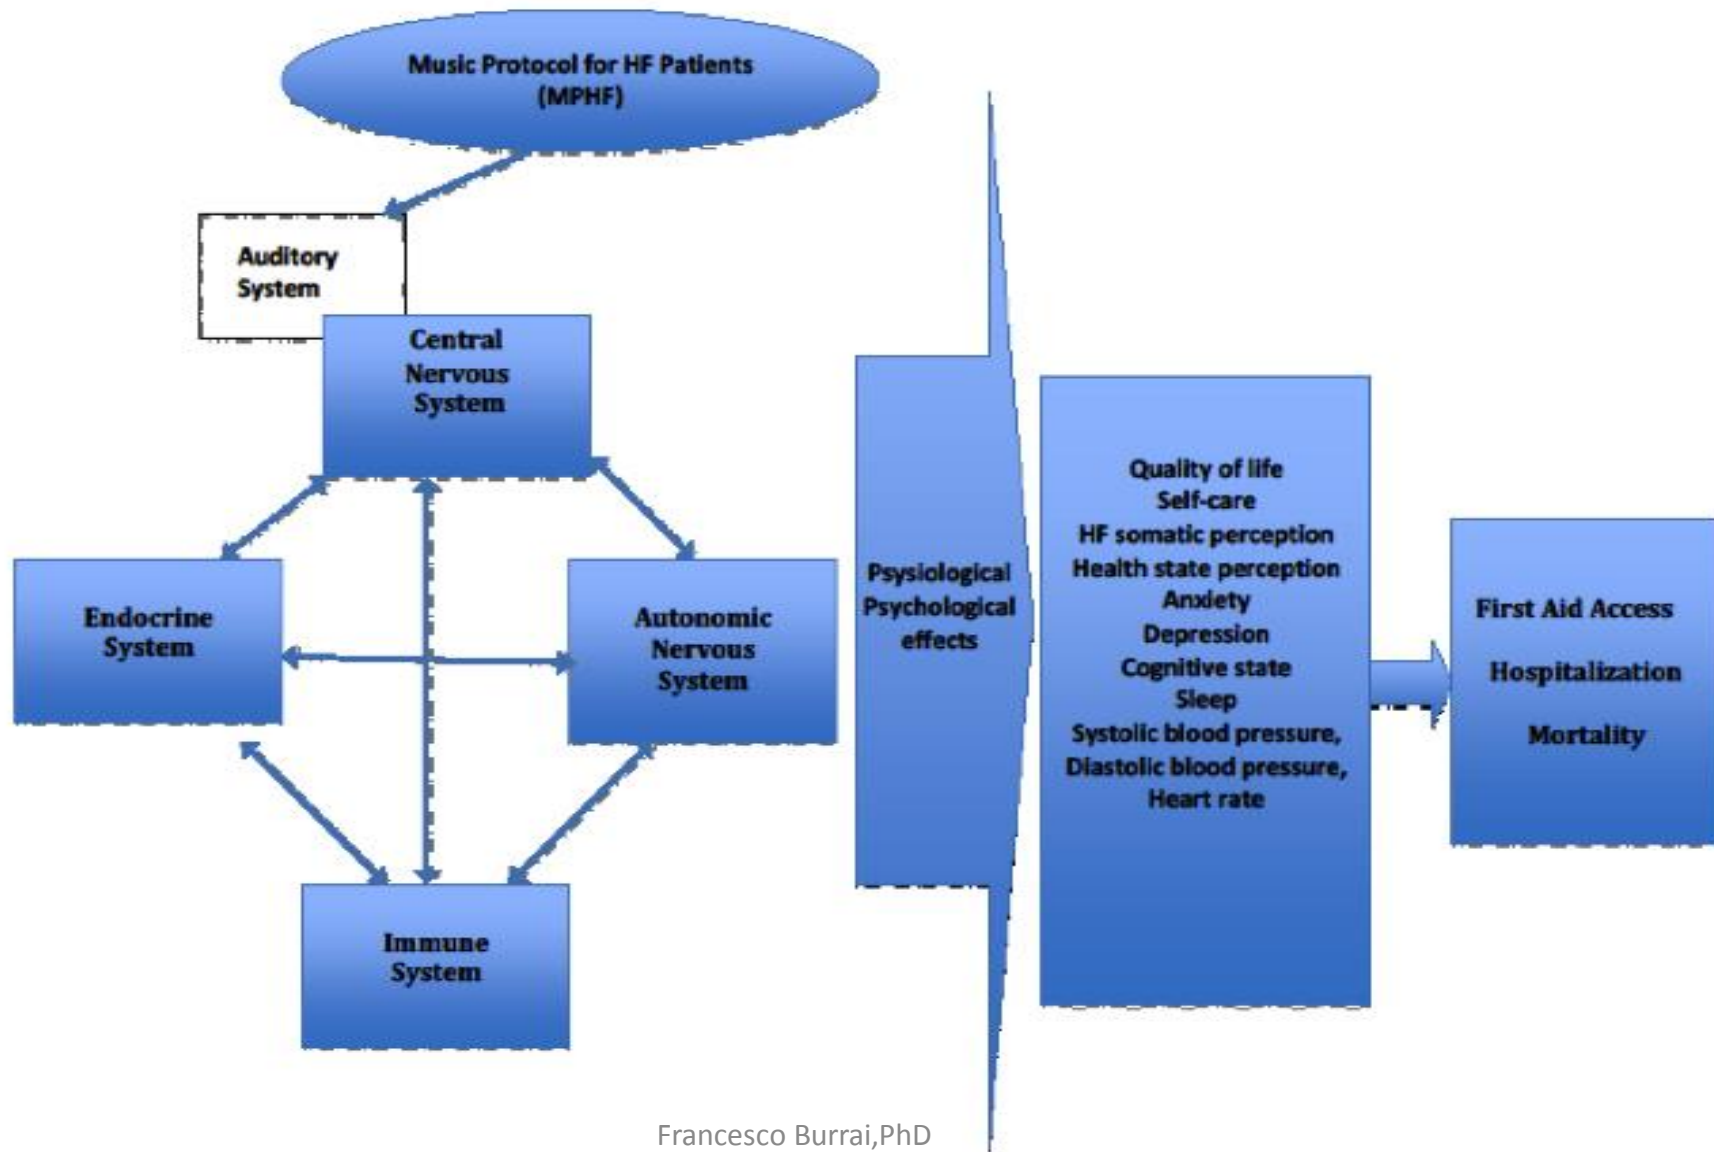 Music Protocol for HF Patients
(MPHF)
Auditory
System
Central
Nervous
System
Endocrine
System
Autonomic
Nervous
System
Immune
System
Psysiological
Psychological
effects
Quality of life
Self-care
HF somatic perception
Health state perception
Anxiety
Depression
Cognitive state
Sleep
Systolic blood pressure,
Diastolic blood pressure,
Heart rate
First Aid Access
Hospitalization
Mortality
Francesco Burrai,PhD